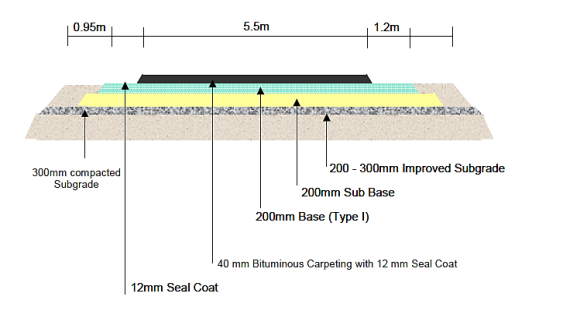 0.95m
5.5m
1.2m
300mm compacted
Subgrade
200 - 300mm Improved Subgrade
200mm Sub Base
200mm Base (Type I)
40 mm Bituminous Carpeting with 12 mm Seal Coat
12mm Seal Coat